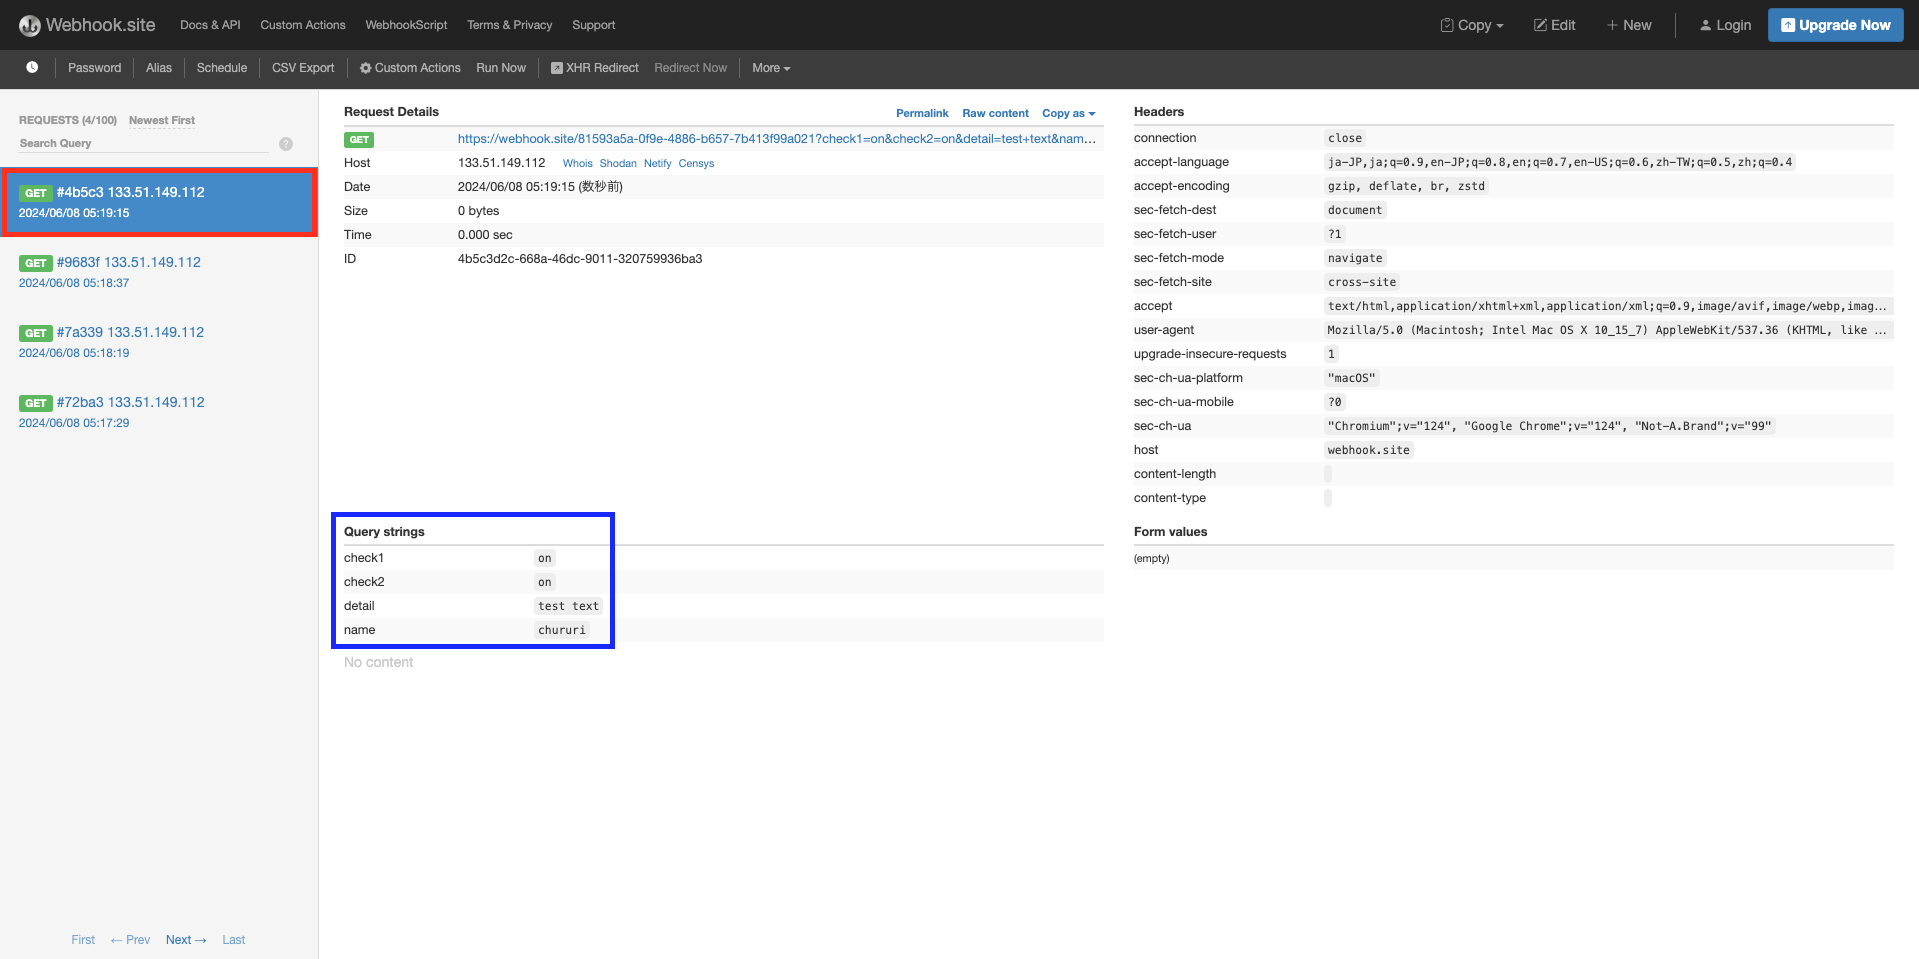 Webhook.site Docs & API Custom Actions WebhookScript Terms & Privacy Support Copy Edit New Login Upgrade Now
Password Alias Schedule CSV Export Custom Actions Run Now XHR Redirect Redirect Now More
REQUESTS (4/100) Newest First
Search Query ?
GET #4b5c3 133.51.149.112
2024/06/08 05:19:15
GET #9683f 133.51.149.112
2024/06/08 05:18:37
GET #7a339 133.51.149.112
2024/06/08 05:18:19
GET #72ba3 133.51.149.112
2024/06/08 05:17:29
First ← Prev Next → Last
Request Details Permalink Raw content Copy as
GET https://webhook.site/81593a5a-0f9e-4886-b657-7b413f99a021?check1=on&check2=on&detail=test+text&nam...
Host 133.51.149.112 Whois Shodan Netify Censys
Date 2024/06/08 05:19:15 (数秒前)
Size 0 bytes
Time 0.000 sec
ID 4b5c3d2c-668a-46dc-9011-320759936ba3
Headers
connection close
accept-language ja-JP,ja;q=0.9,en-JP;q=0.8,en;q=0.7,en-US;q=0.6,zh-TW;q=0.5,zh;q=0.4
accept-encoding gzip, deflate, br, zstd
sec-fetch-dest document
sec-fetch-user ?1
sec-fetch-mode navigate
sec-fetch-site cross-site
accept text/html,application/xhtml+xml,application/xml;q=0.9,image/avif,image/webp,imag...
user-agent Mozilla/5.0 (Macintosh; Intel Mac OS X 10_15_7) AppleWebKit/537.36 (KHTML, like ...
upgrade-insecure-requests 1
sec-ch-ua-platform "macOS"
sec-ch-ua-mobile ?0
sec-ch-ua "Chromium";v="124", "Google Chrome";v="124", "Not-A.Brand";v="99"
host webhook.site
content-length
content-type
Query strings
check1 on
check2 on
detail test text
name chururi
No content
Form values
(empty)